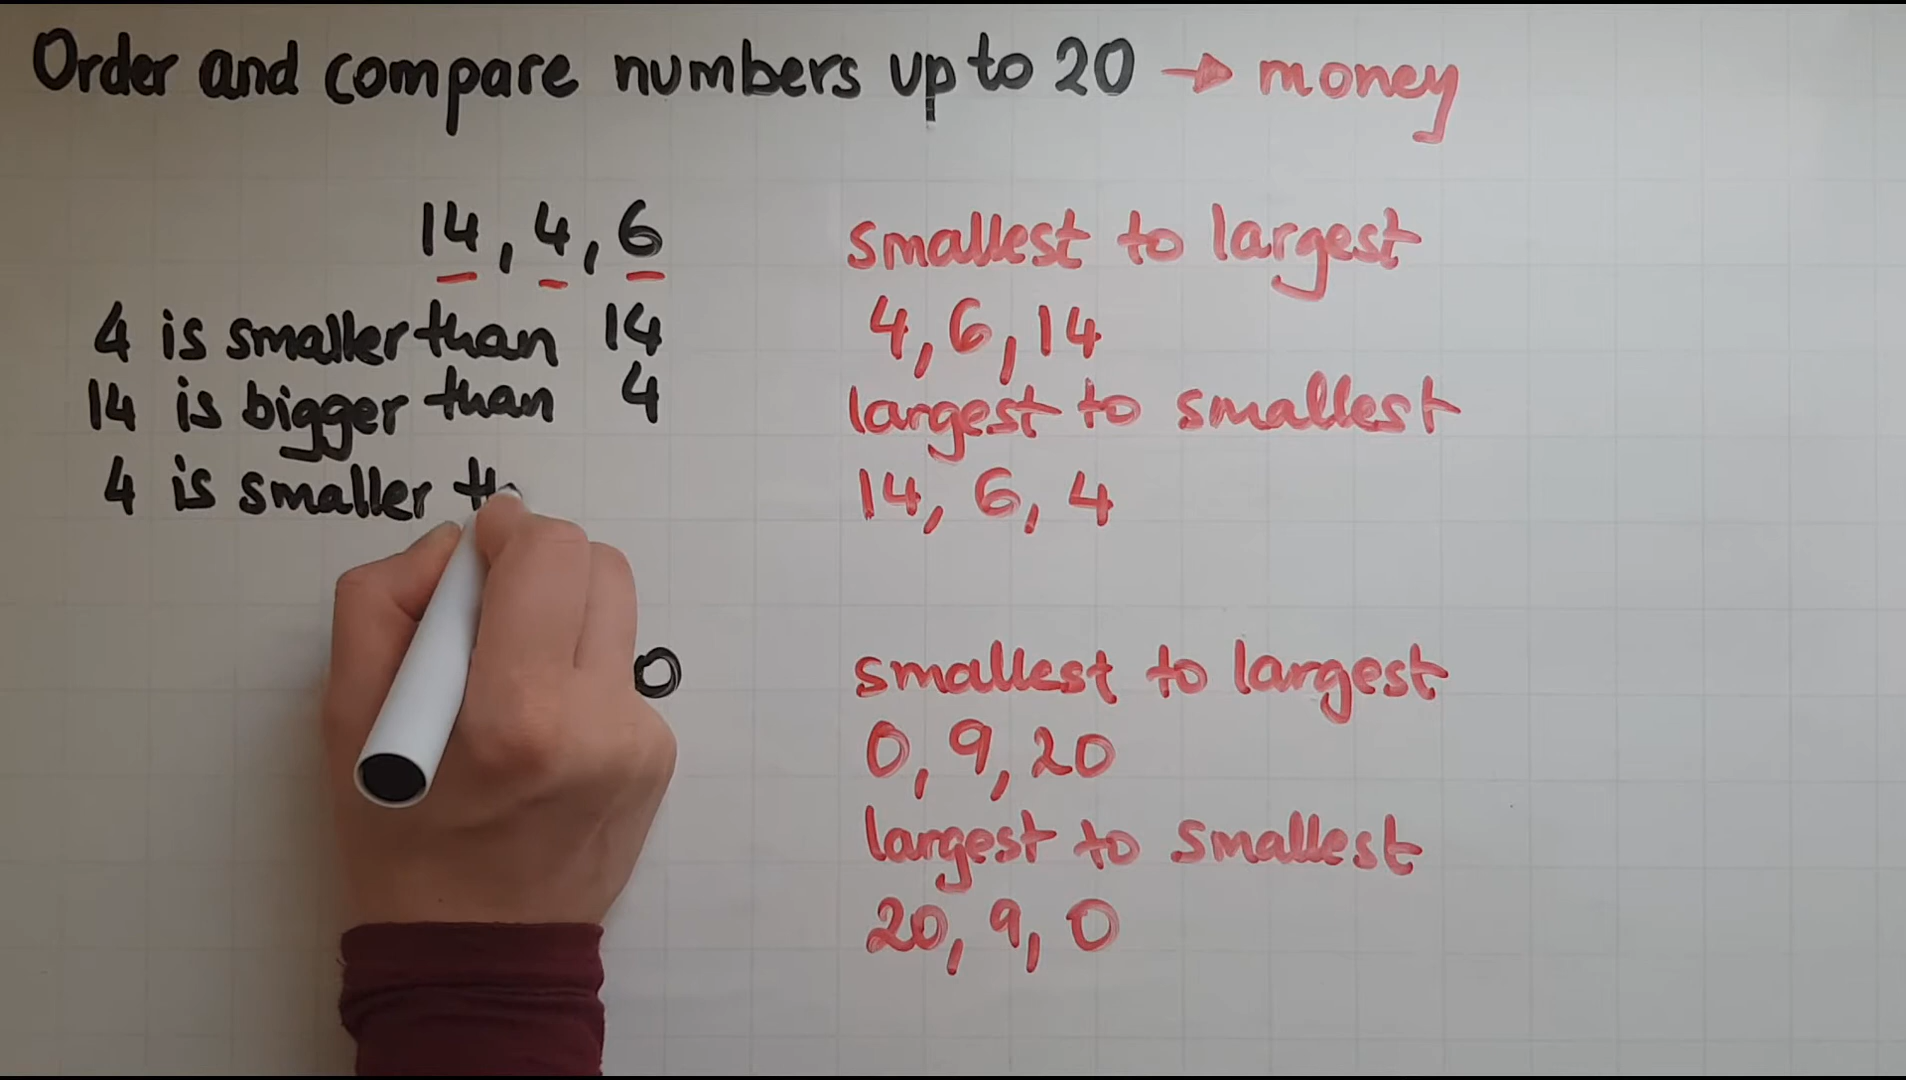 Order and compare numbers up to 20 → money
14, 4, 6
4 is smaller than 14
14 is bigger than 4
4 is smaller
0
smallest to largest
4, 6, 14
largest to smallest
14, 6, 4
smallest to largest
0, 9, 20
largest to smallest
20, 9, 0